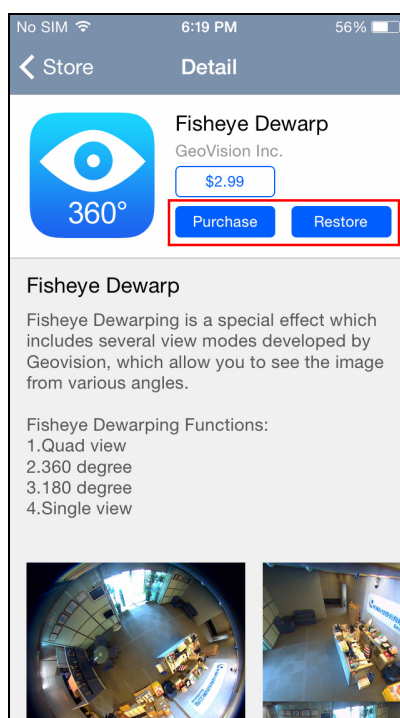 No SIM 6:19 PM 56%
Store Detail
Fisheye Dewarp
GeoVision Inc.
$2.99
360°
Purchase Restore
Fisheye Dewarp
Fisheye Dewarping is a special effect which
includes several view modes developed by
Geovision, which allow you to see the image
from various angles.
Fisheye Dewarping Functions:
1.Quad view
2.360 degree
3.180 degree
4.Single view